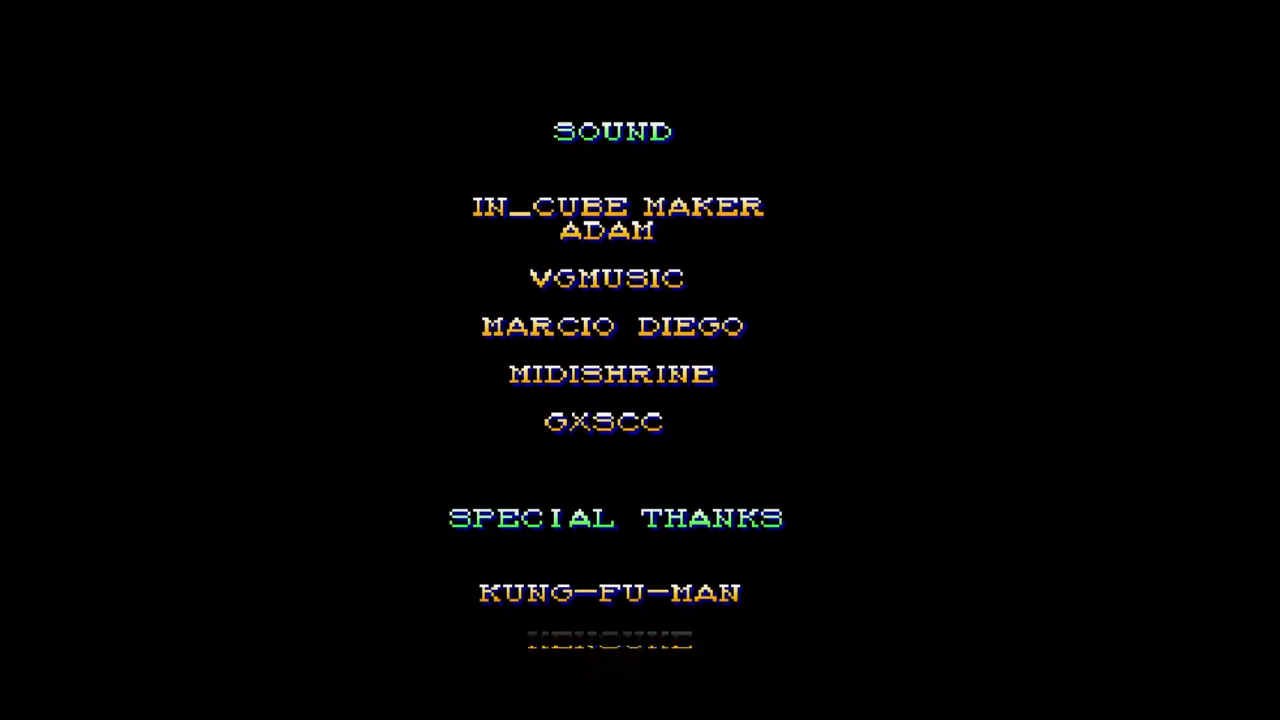 SOUND
IN_CUBE MAKER
ADAM
VGMUSIC
MARCIO DIEGO
MIDISHRINE
GXSCC
SPECIAL THANKS
KUNG-FU-MAN